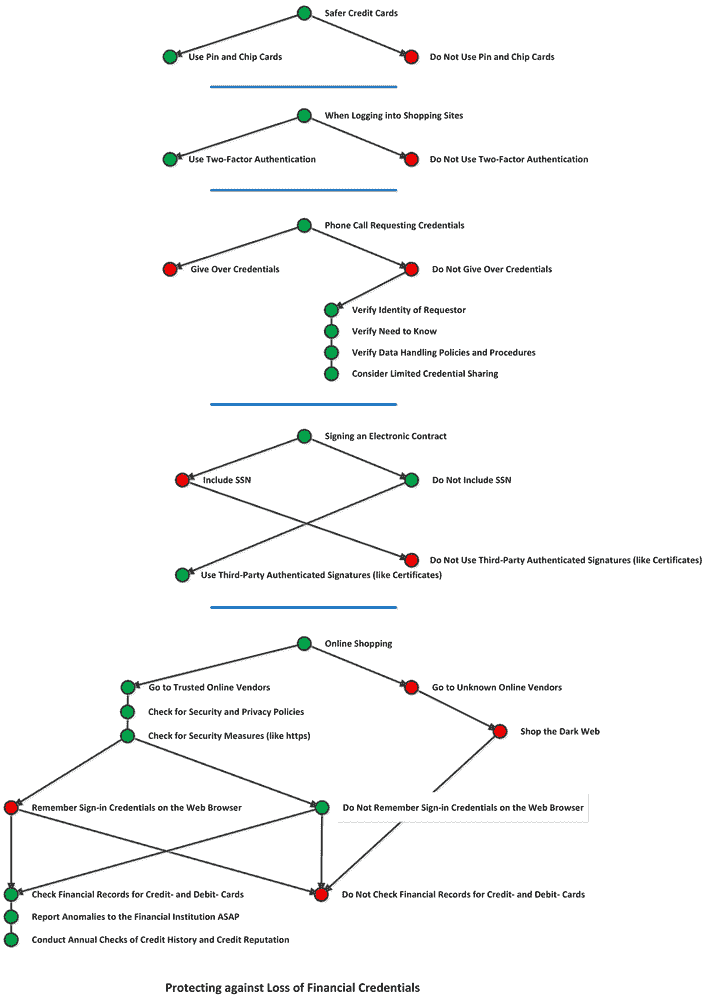 Safer Credit Cards
Use Pin and Chip Cards
Do Not Use Pin and Chip Cards
When Logging into Shopping Sites
Use Two-Factor Authentication
Do Not Use Two-Factor Authentication
Phone Call Requesting Credentials
Give Over Credentials
Do Not Give Over Credentials
Verify Identity of Requestor
Verify Need to Know
Verify Data Handling Policies and Procedures
Consider Limited Credential Sharing
Signing an Electronic Contract
Include SSN
Do Not Include SSN
Do Not Use Third-Party Authenticated Signatures (like Certificates)
Use Third-Party Authenticated Signatures (like Certificates)
Online Shopping
Go to Trusted Online Vendors
Go to Unknown Online Vendors
Check for Security and Privacy Policies
Shop the Dark Web
Check for Security Measures (like https)
Remember Sign-in Credentials on the Web Browser
Do Not Remember Sign-in Credentials on the Web Browser
Check Financial Records for Credit- and Debit- Cards
Do Not Check Financial Records for Credit- and Debit- Cards
Report Anomalies to the Financial Institution ASAP
Conduct Annual Checks of Credit History and Credit Reputation
Protecting against Loss of Financial Credentials